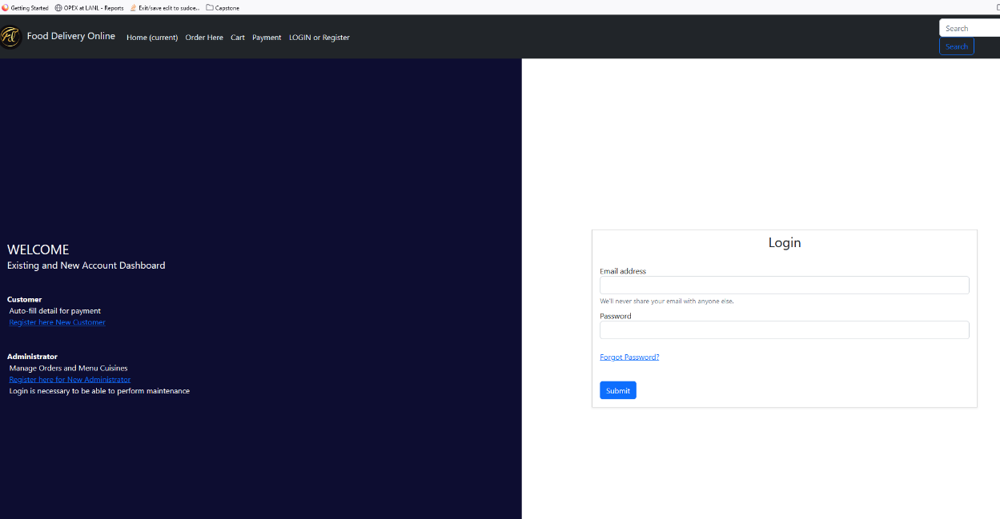 Getting Started OPEX at LANL - Reports Exit/save edit to sudoe... Capstone
Food Delivery Online Home (current) Order Here Cart Payment LOGIN or Register
Search
Search
WELCOME
Existing and New Account Dashboard
Customer
Auto-fill detail for payment
Register here New Customer
Administrator
Manage Orders and Menu Cuisines
Register here for New Administrator
Login is necessary to be able to perform maintenance
Login
Email address
We'll never share your email with anyone else.
Password
Forgot Password?
Submit